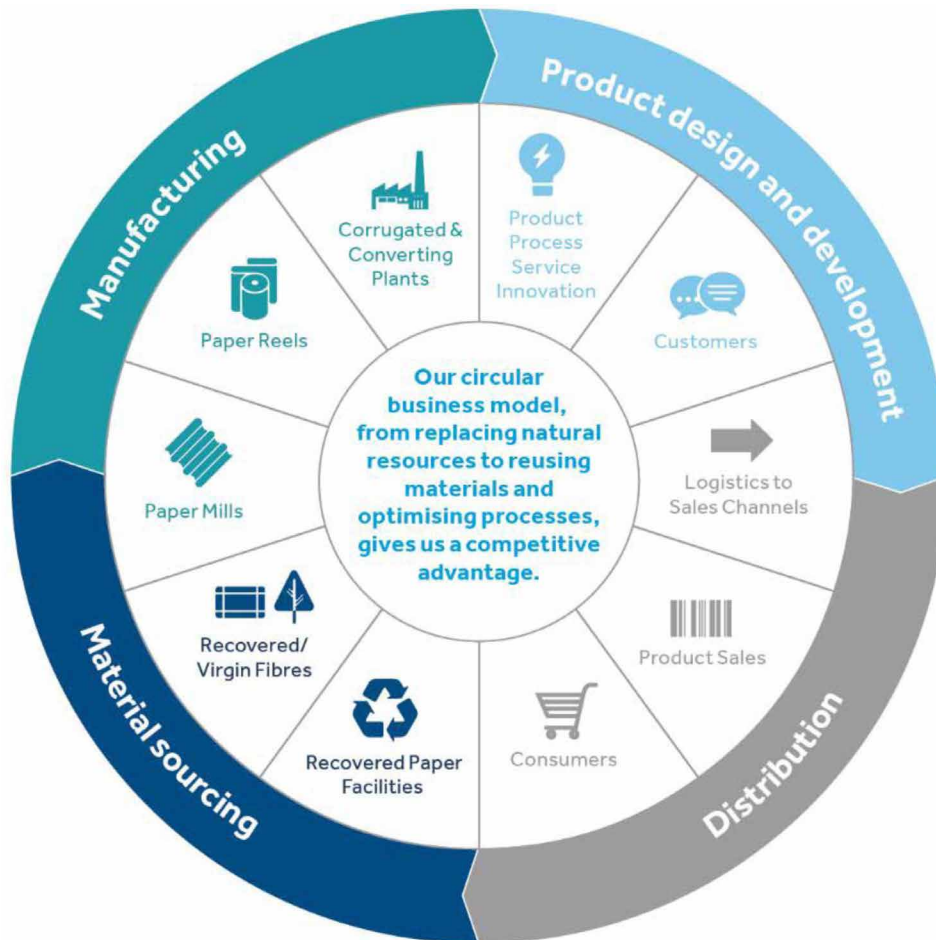 Product design and development
Manufacturing
Corrugated &
Converting
Plants
Product
Process
Service
Innovation
Paper Reels
Customers
Our circular
business model,
from replacing natural
resources to reusing
materials and
optimising processes,
gives us a competitive
advantage.
Paper Mills
Logistics to
Sales Channels
Recovered/
Virgin Fibres
Product Sales
Recovered Paper
Facilities
Consumers
Material sourcing
Distribution